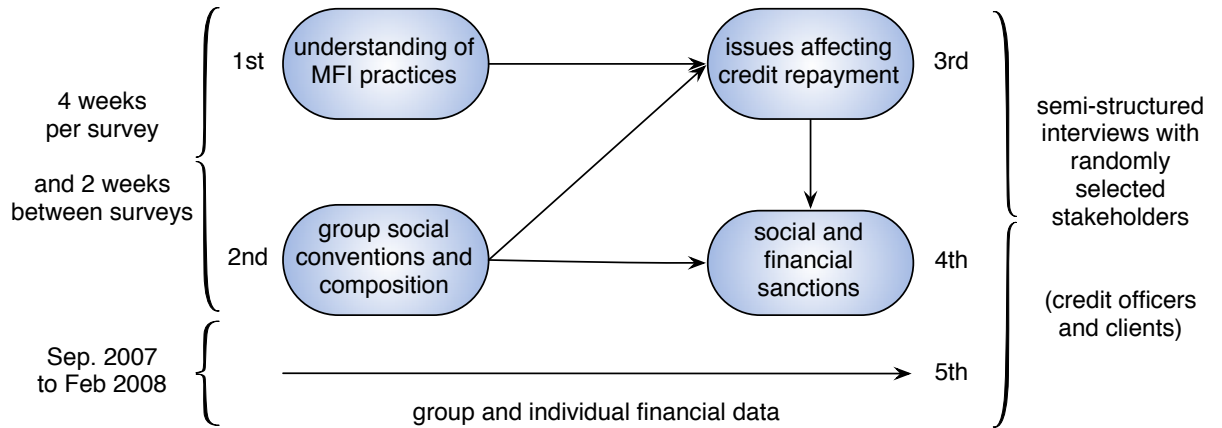 4 weeks
per survey
and 2 weeks
between surveys
Sep. 2007
to Feb 2008
1st
understanding of
MFI practices
issues affecting
credit repayment
3rd
2nd
group social
conventions and
composition
social and
financial
sanctions
4th
5th
group and individual financial data
semi-structured
interviews with
randomly
selected
stakeholders
(credit officers
and clients)